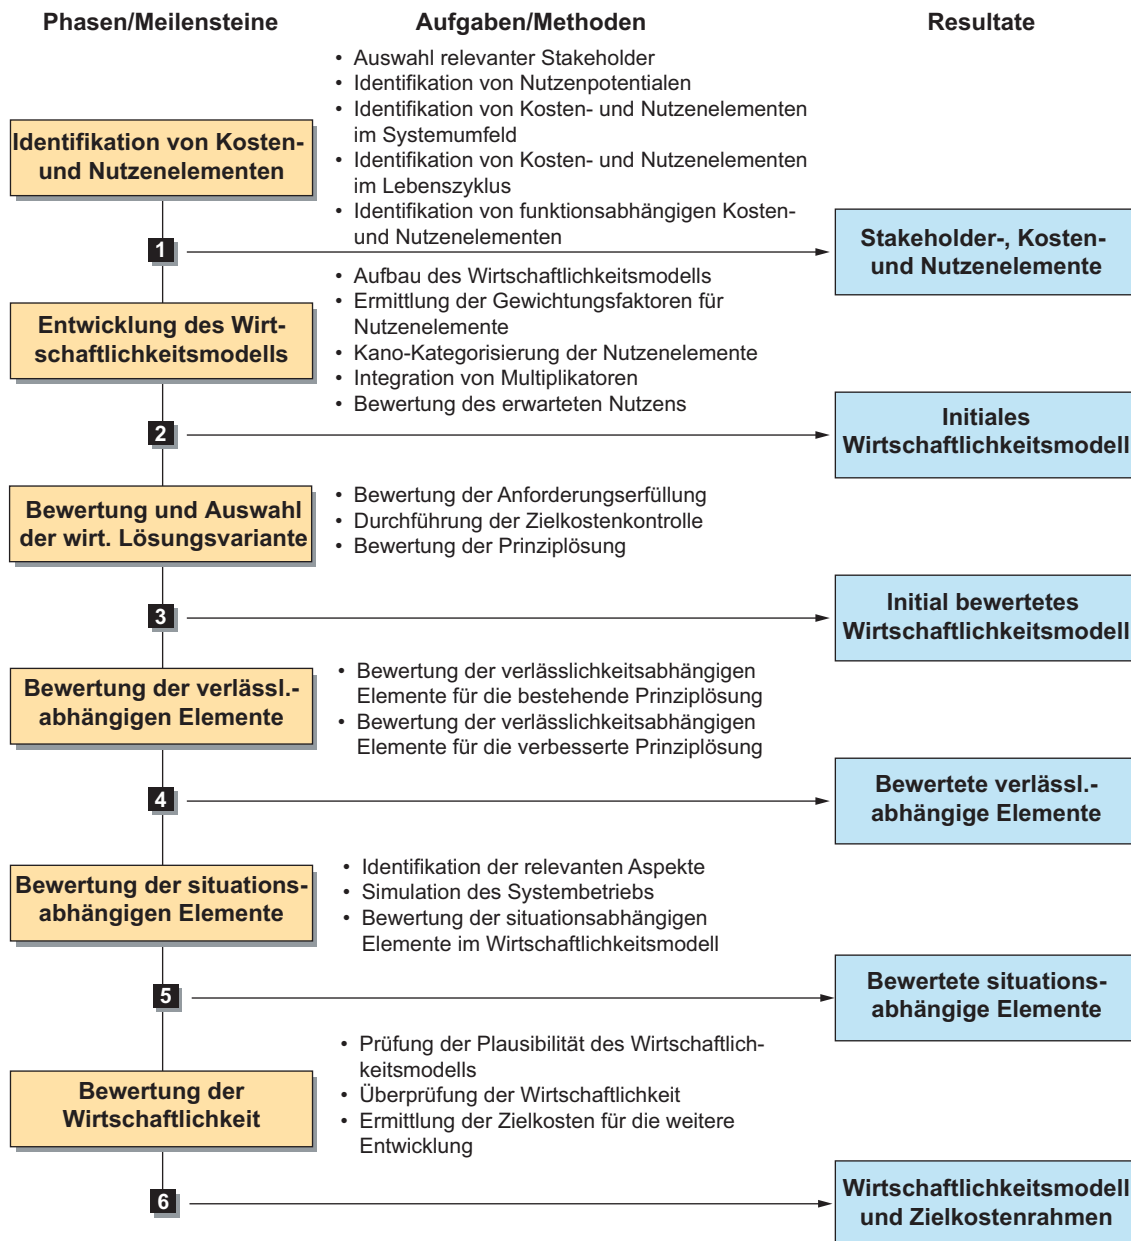 Phasen/Meilensteine
Aufgaben/Methoden
Resultate
Identifikation von Kosten-
und Nutzenelementen
• Auswahl relevanter Stakeholder
• Identifikation von Nutzenpotentialen
• Identifikation von Kosten- und Nutzenelementen
im Systemumfeld
• Identifikation von Kosten- und Nutzenelementen
im Lebenszyklus
• Identifikation von funktionsabhängigen Kosten-
und Nutzenelementen
1
Stakeholder-, Kosten-
und Nutzenelemente
Entwicklung des Wirt-
schaftlichkeitsmodells
• Aufbau des Wirtschaftlichkeitsmodells
• Ermittlung der Gewichtungsfaktoren für
Nutzenelemente
• Kano-Kategorisierung der Nutzenelemente
• Integration von Multiplikatoren
• Bewertung des erwarteten Nutzens
2
Initiales
Wirtschaftlichkeitsmodell
Bewertung und Auswahl
der wirt. Lösungsvariante
• Bewertung der Anforderungserfüllung
• Durchführung der Zielkostenkontrolle
• Bewertung der Prinziplösung
3
Initial bewertetes
Wirtschaftlichkeitsmodell
Bewertung der verlässl.-
abhängigen Elemente
• Bewertung der verlässlichkeitsabhängigen
Elemente für die bestehende Prinziplösung
• Bewertung der verlässlichkeitsabhängigen
Elemente für die verbesserte Prinziplösung
4
Bewertete verlässl.-
abhängige Elemente
Bewertung der situations-
abhängigen Elemente
• Identifikation der relevanten Aspekte
• Simulation des Systembetriebs
• Bewertung der situationsabhängigen
Elemente im Wirtschaftlichkeitsmodell
5
Bewertete situations-
abhängige Elemente
Bewertung der
Wirtschaftlichkeit
• Prüfung der Plausibilität des Wirtschaftlich-
keitsmodells
• Überprüfung der Wirtschaftlichkeit
• Ermittlung der Zielkosten für die weitere
Entwicklung
6
Wirtschaftlichkeitsmodell
und Zielkostenrahmen